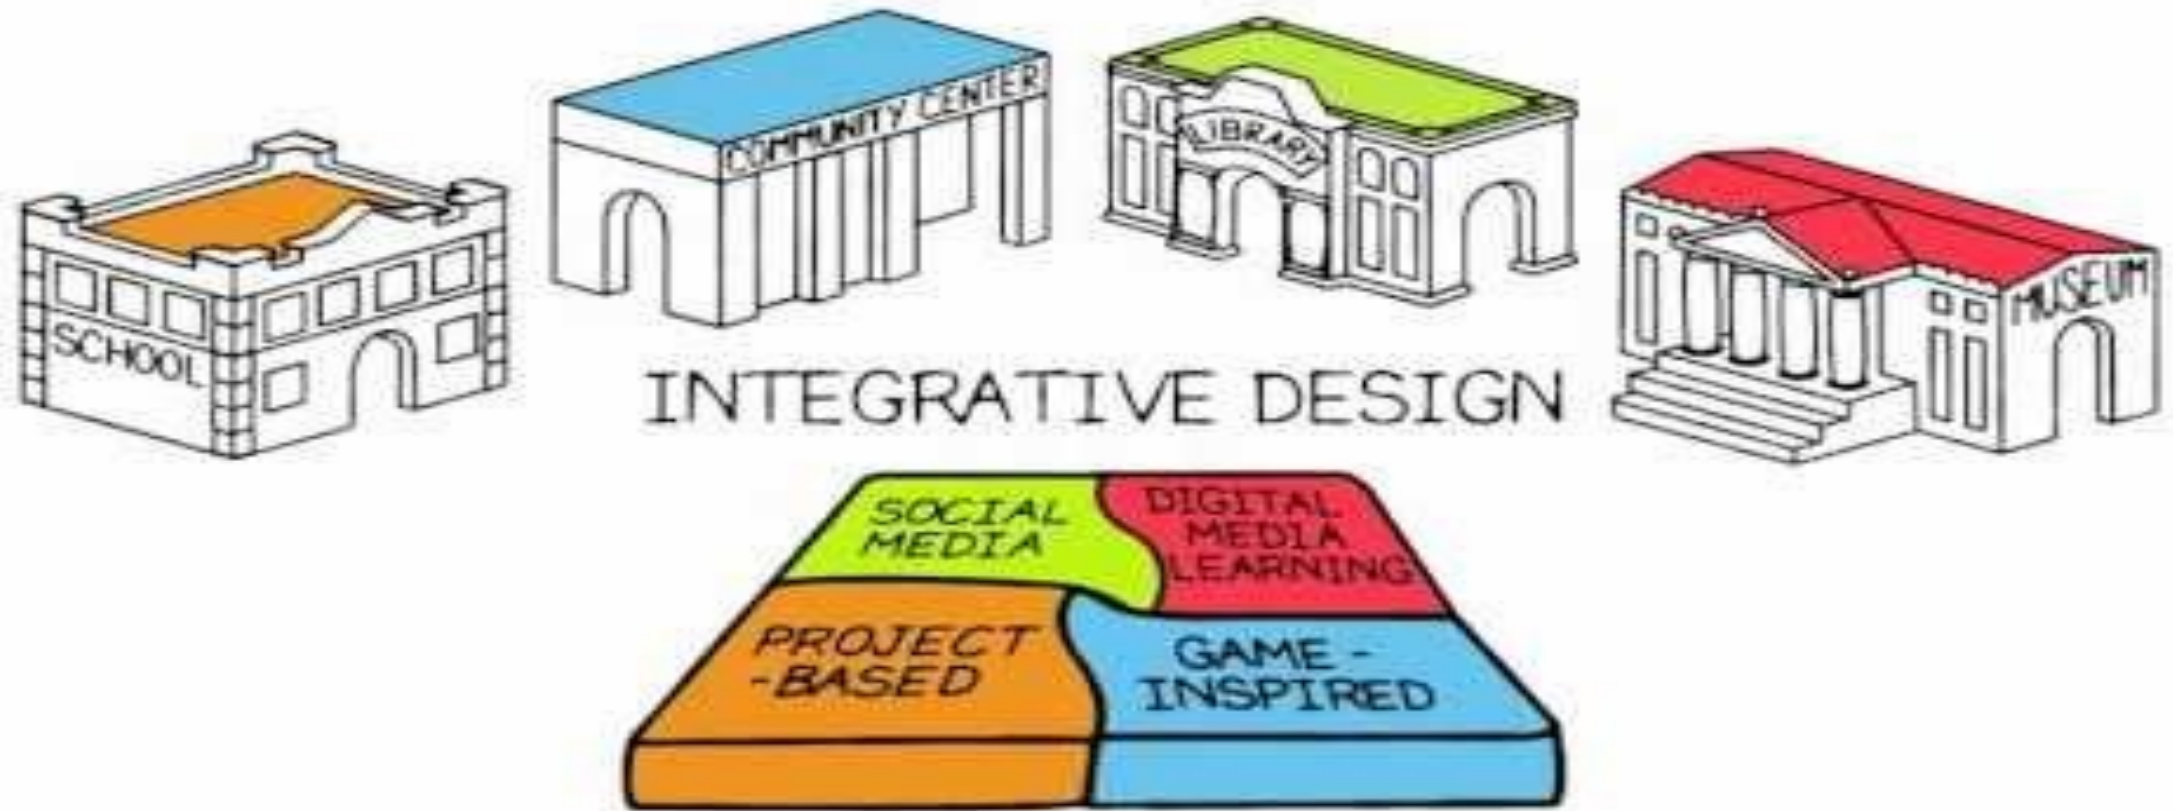 SCHOOL
COMMUNITY CENTER
LIBRARY
MUSEUM
INTEGRATIVE DESIGN
SOCIAL
MEDIA
DIGITAL
MEDIA
LEARNING
PROJECT
-BASED
GAME-
INSPIRED